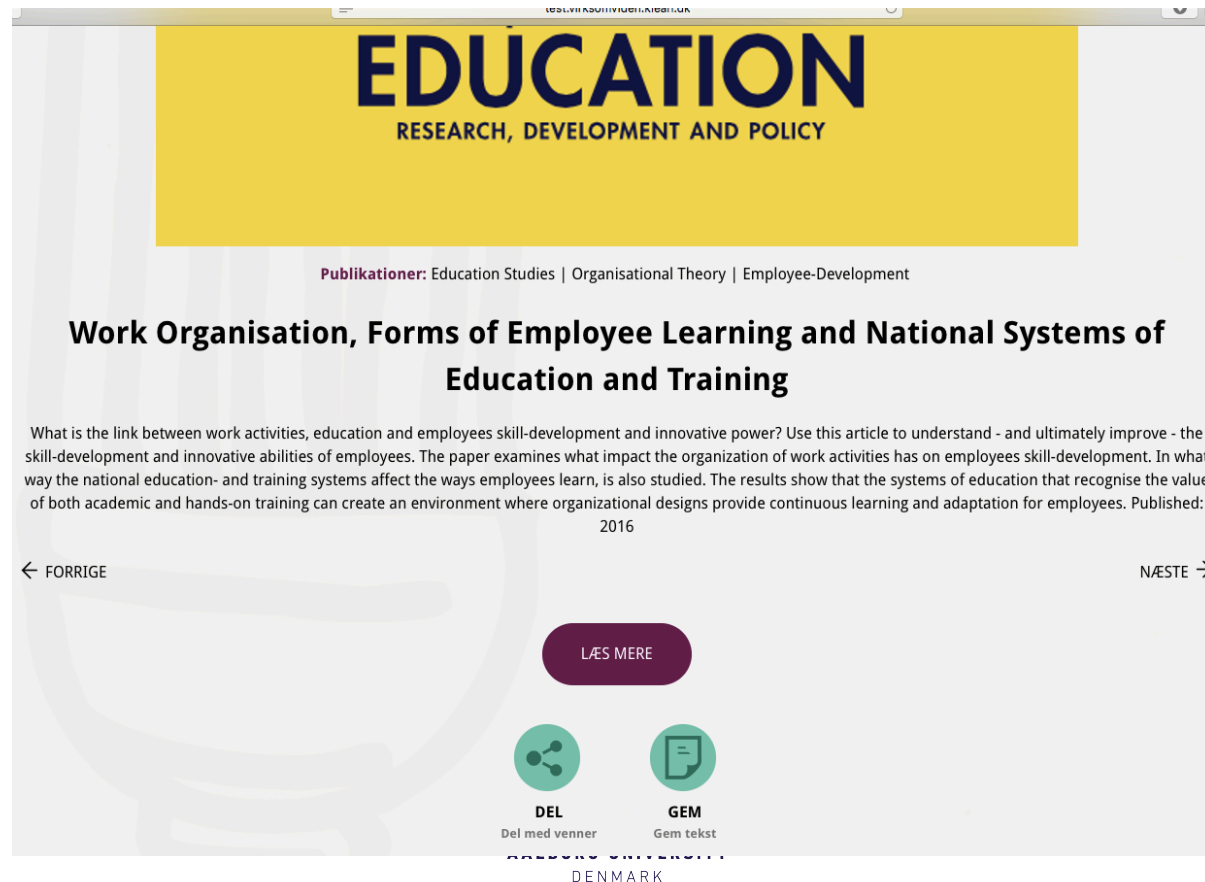 test.virksomviden.klean.dk
EDUCATION
RESEARCH, DEVELOPMENT AND POLICY
Publikationer: Education Studies | Organisational Theory | Employee-Development
Work Organisation, Forms of Employee Learning and National Systems of
Education and Training
What is the link between work activities, education and employees skill-development and innovative power? Use this article to understand - and ultimately improve - the
skill-development and innovative abilities of employees. The paper examines what impact the organization of work activities has on employees skill-development. In what
way the national education- and training systems affect the ways employees learn, is also studied. The results show that the systems of education that recognise the value
of both academic and hands-on training can create an environment where organizational designs provide continuous learning and adaptation for employees. Published:
2016
← FORRIGE
NÆSTE →
LÆS MERE
DEL
Del med venner
GEM
Gem tekst
AALBORG UNIVERSITY
DENMARK